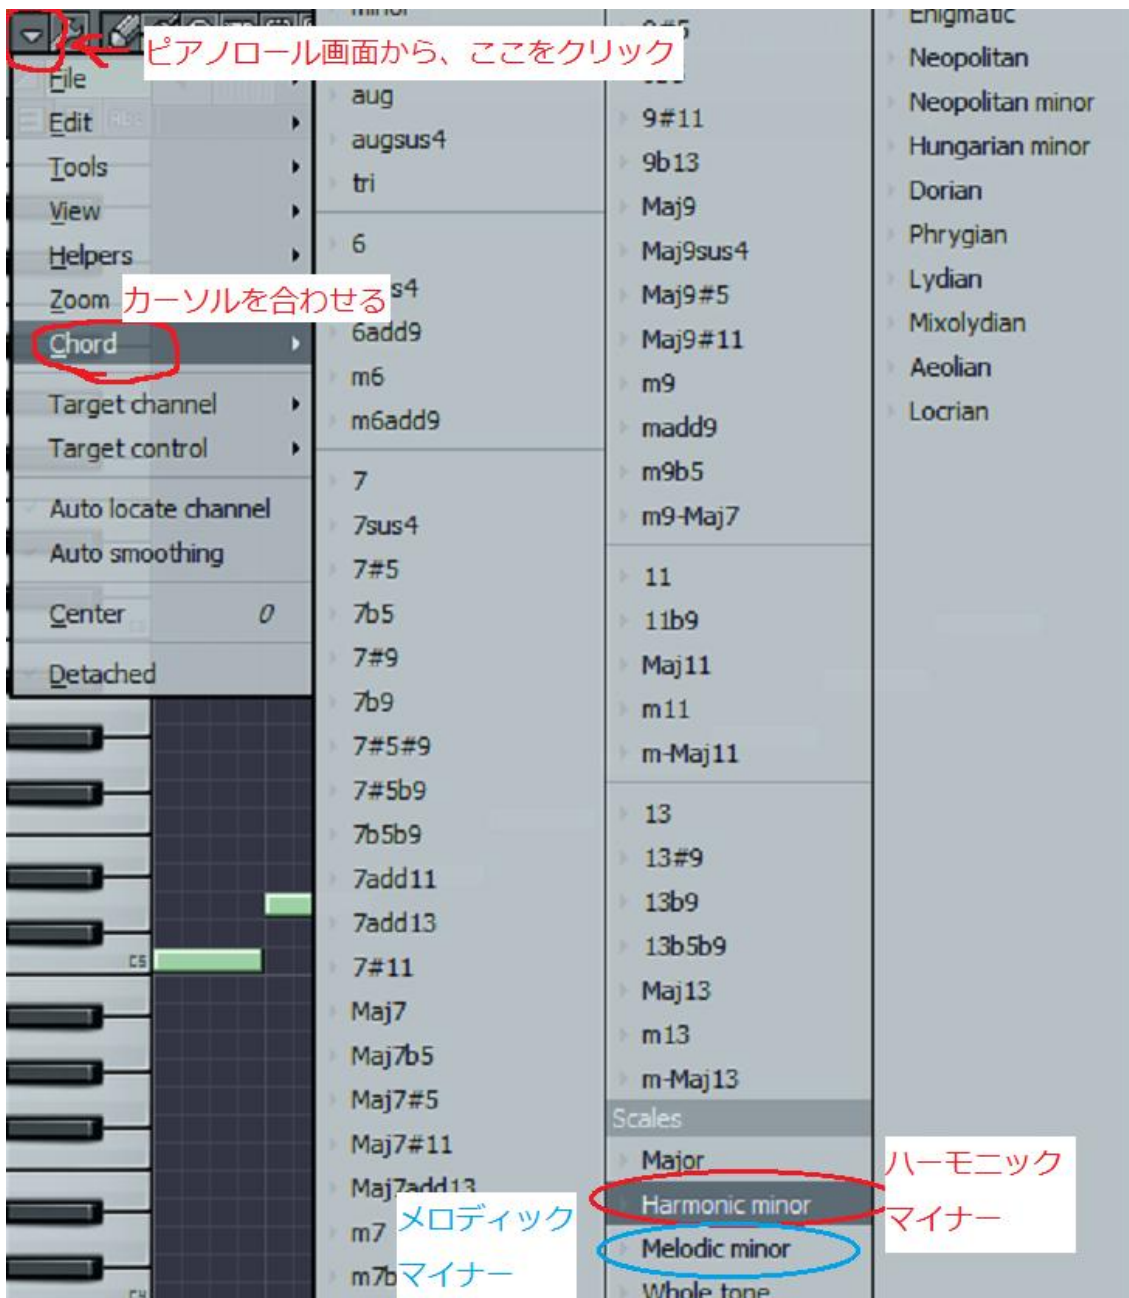 ピアノロール画面から、ここをクリック
File
Edit
Tools
View
Helpers
Zoom
カーソルを合わせる
Chord
Target channel
Target control
Auto locate channel
Auto smoothing
Center 0
Detached
C5
minor
aug
augsus4
tri
6
6add9
m6
m6add9
7
7sus4
7#5
7b5
7#9
7b9
7#5#9
7#5b9
7b5b9
7add11
7add13
7#11
Maj7
Maj7b5
Maj7#5
Maj7#11
Maj7add13
m7
メロディック
マイナー
9#11
9b13
Maj9
Maj9sus4
Maj9#5
Maj9#11
m9
madd9
m9b5
m9-Maj7
11
11b9
Maj11
m11
m-Maj11
13
13#9
13b9
13b5b9
Maj13
m13
m-Maj13
Scales
Major
Harmonic minor
Melodic minor
Whole tone
Enigmatic
Neopolitan
Neopolitan minor
Hungarian minor
Dorian
Phrygian
Lydian
Mixolydian
Aeolian
Locrian
ハーモニック
マイナー